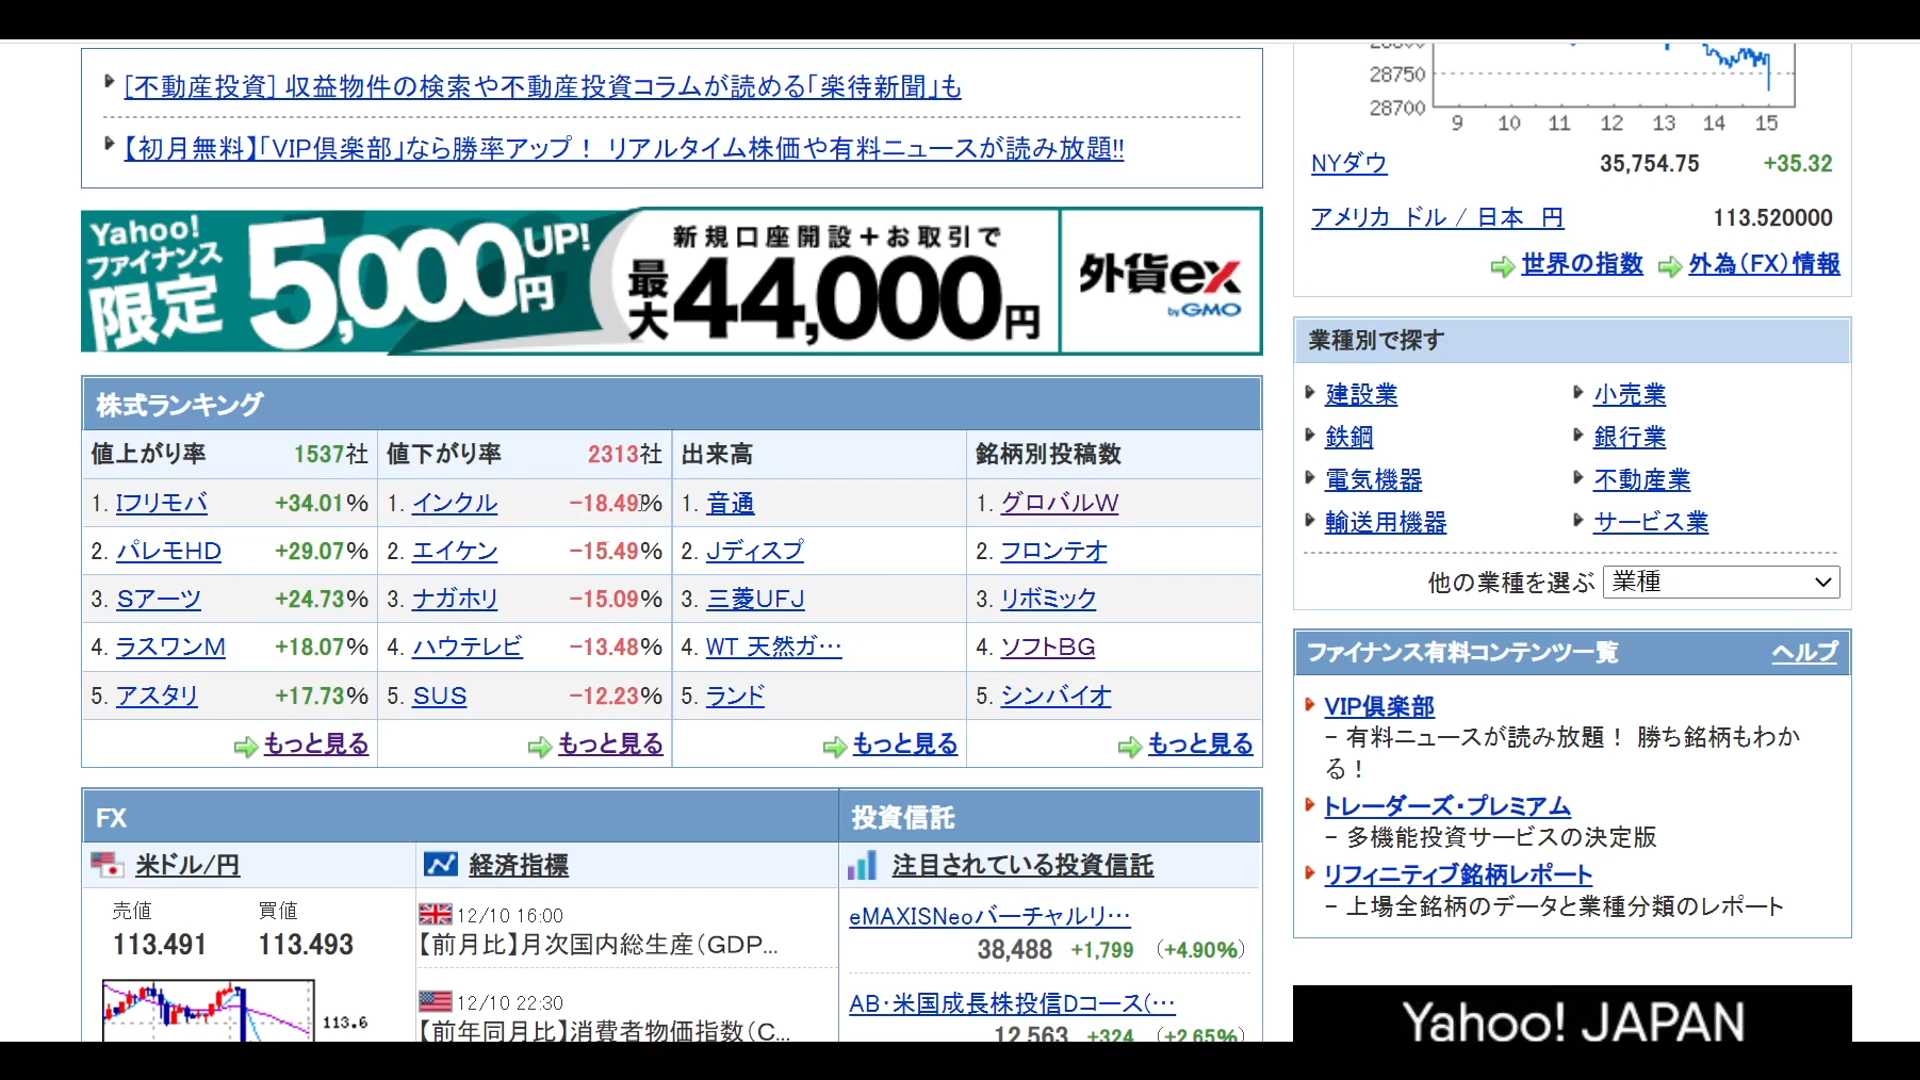 [不動産投資] 収益物件の検索や不動産投資コラムが読める「楽待新聞」も
【初月無料】「VIP倶楽部」なら勝率アップ！ リアルタイム株価や有料ニュースが読み放題!!
Yahoo!
ファイナンス
限定
5,000円
UP!
新規口座開設+お取引で
最大44,000円
外貨ex
by GMO
株式ランキング
値上がり率 1537社 値下がり率 2313社 出来高 銘柄別投稿数
1. Iフリモバ +34.01% 1. インクル -18.49% 1. 音通 1. グロバルW
2. パレモHD +29.07% 2. エイケン -15.49% 2. Jディスプ 2. フロンテオ
3. Sアーツ +24.73% 3. ナガホリ -15.09% 3. 三菱UFJ 3. リボミック
4. ラスワンM +18.07% 4. ハウテレビ -13.48% 4. WT 天然ガ… 4. ソフトBG
5. アスタリ +17.73% 5. SUS -12.23% 5. ランド 5. シンバイオ
もっと見る もっと見る もっと見る もっと見る
FX
米ドル/円 経済指標
売値 買値
113.491 113.493
113.6
12/10 16:00
【前月比】月次国内総生産（GDP...
12/10 22:30
【前年同月比】消費者物価指数（C...
投資信託
注目されている投資信託
eMAXISNeoバーチャルリ…
38,488 +1,799 （+4.90%）
AB・米国成長株投信Dコース（…
12,563 +324 （+2.65%）
28750
28700
9 10 11 12 13 14 15
NYダウ 35,754.75 +35.32
アメリカ ドル / 日本 円 113.520000
世界の指数 外為（FX）情報
業種別で探す
建設業 小売業
鉄鋼 銀行業
電気機器 不動産業
輸送用機器 サービス業
他の業種を選ぶ 業種
ファイナンス有料コンテンツ一覧 ヘルプ
VIP倶楽部
- 有料ニュースが読み放題！ 勝ち銘柄もわか
る！
トレーダーズ・プレミアム
- 多機能投資サービスの決定版
リフィニティブ銘柄レポート
- 上場全銘柄のデータと業種分類のレポート
Yahoo! JAPAN